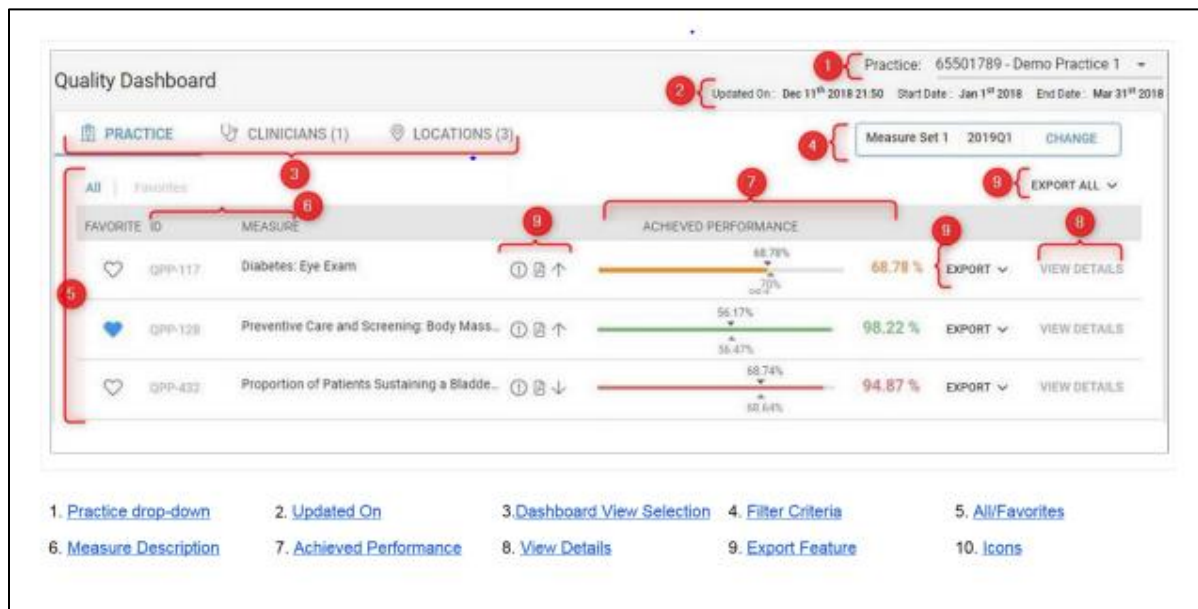 1 Practice: 65501789 - Demo Practice 1
Quality Dashboard
2 Updated On: Dec 11th 2018 21:50 Start Date: Jan 1st 2018 End Date: Mar 31st 2018
PRACTICE CLINICIANS (1) LOCATIONS (3)
4 Measure Set 1 2019Q1 CHANGE
3 7
All | Favorites 9 EXPORT ALL
6
FAVORITE ID MEASURE 9 ACHIEVED PERFORMANCE 9 8
68.78%
QPP-117 Diabetes: Eye Exam 68.78 % EXPORT VIEW DETAILS
70%
5
56.17%
QPP-128 Preventive Care and Screening: Body Mass... 98.22 % EXPORT VIEW DETAILS
56.47%
68.74%
QPP-432 Proportion of Patients Sustaining a Bladde... 94.87 % EXPORT VIEW DETAILS
68.64%
1. Practice drop-down 2. Updated On 3.Dashboard View Selection 4. Filter Criteria 5. All/Favorites
6. Measure Description 7. Achieved Performance 8. View Details 9. Export Feature 10. Icons